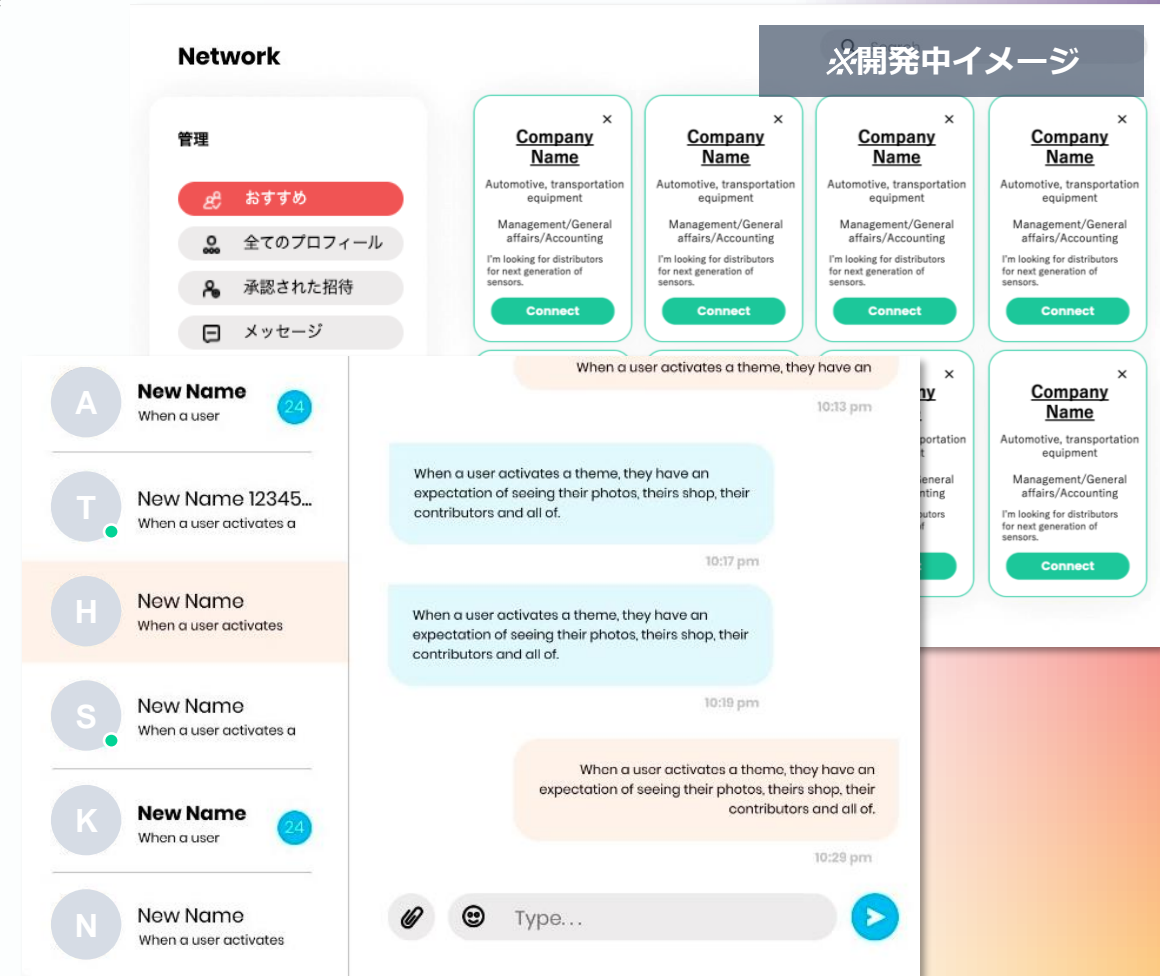 Network
※開発中イメージ
管理
おすすめ
全てのプロフィール
承認された招待
メッセージ
×
Company
Name
Automotive, transportation
equipment
Management/General
affairs/Accounting
I'm looking for distributors
for next generation of
sensors.
Connect
×
Company
Name
Automotive, transportation
equipment
Management/General
affairs/Accounting
I'm looking for distributors
for next generation of
sensors.
Connect
×
Company
Name
Automotive, transportation
equipment
Management/General
affairs/Accounting
I'm looking for distributors
for next generation of
sensors.
Connect
×
Company
Name
Automotive, transportation
equipment
Management/General
affairs/Accounting
I'm looking for distributors
for next generation of
sensors.
Connect
×
Company
Name
Automotive, transportation
equipment
Management/General
affairs/Accounting
I'm looking for distributors
for next generation of
sensors.
Connect
A
New Name
When a user
24
T
New Name 12345...
When a user activates a
H
New Name
When a user activates
S
New Name
When a user activates a
K
New Name
When a user
24
N
New Name
When a user activates
When a user activates a theme, they have an
10:13 pm
When a user activates a theme, they have an
expectation of seeing their photos, theirs shop, their
contributors and all of.
10:17 pm
When a user activates a theme, they have an
expectation of seeing their photos, theirs shop, their
contributors and all of.
10:19 pm
When a user activates a theme, they have an
expectation of seeing their photos, theirs shop, their
contributors and all of.
10:29 pm
Type...